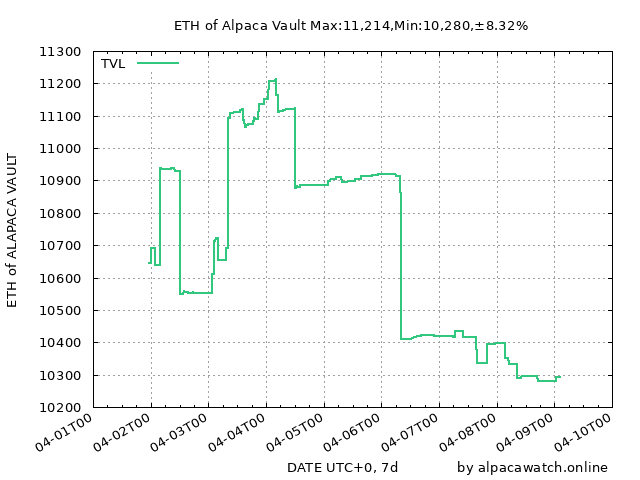 ETH of Alpaca Vault Max:11,214,Min:10,280,±8.32%
TVL
ETH of ALAPACA VAULT
11300
11200
11100
11000
10900
10800
10700
10600
10500
10400
10300
10200
04-01T00
04-02T00
04-03T00
04-04T00
04-05T00
04-06T00
04-07T00
04-08T00
04-09T00
04-10T00
DATE UTC+0, 7d
by alpacawatch.online